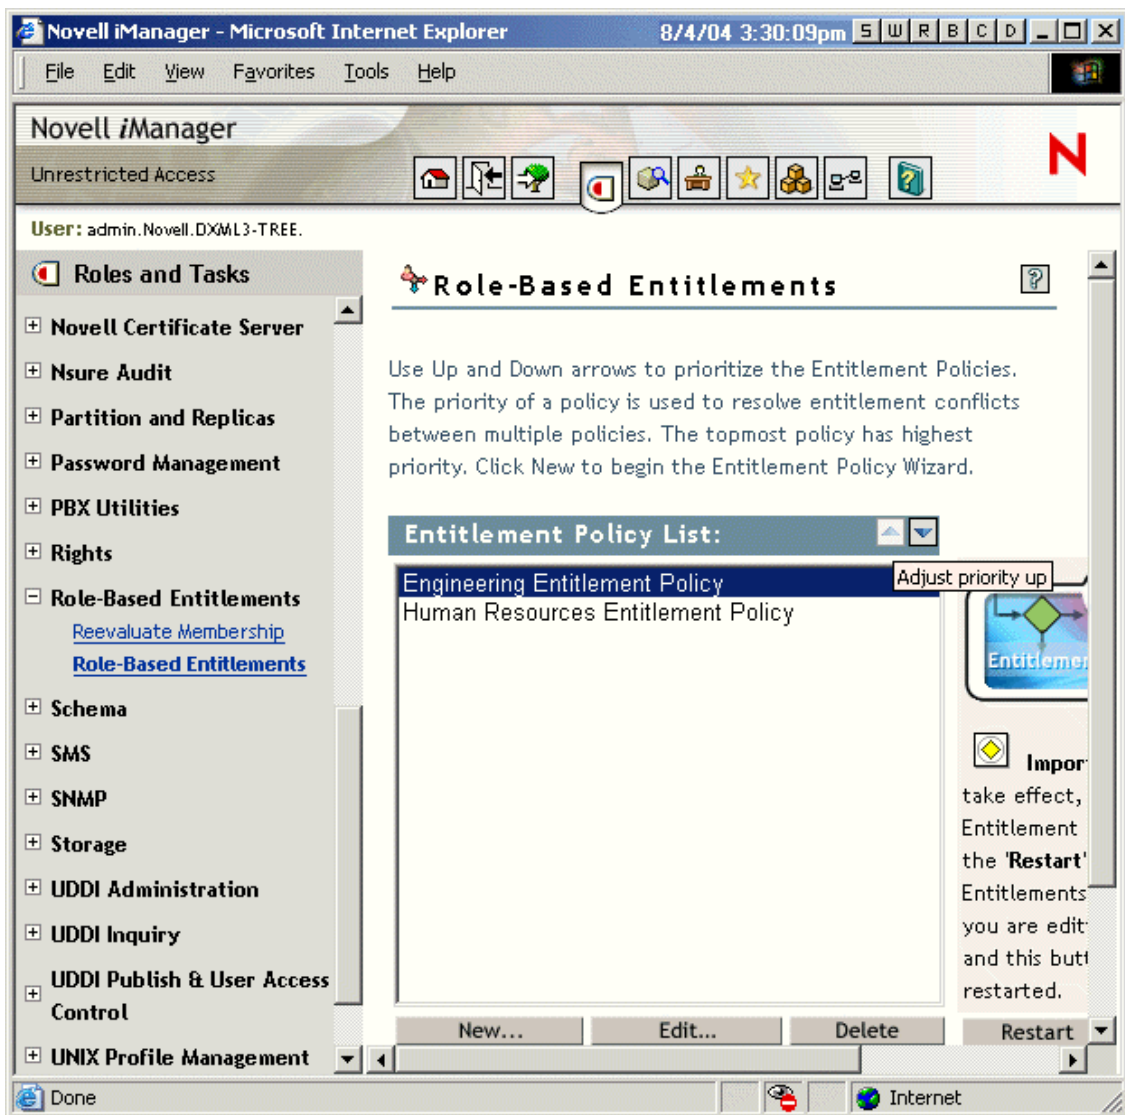 Novell iManager - Microsoft Internet Explorer 8/4/04 3:30:09pm S W R B C D
File Edit View Favorites Tools Help
Novell iManager
Unrestricted Access
N
User: admin.Novell.DXML3-TREE.
Roles and Tasks
Novell Certificate Server
Nsure Audit
Partition and Replicas
Password Management
PBX Utilities
Rights
Role-Based Entitlements
Reevaluate Membership
Role-Based Entitlements
Schema
SMS
SNMP
Storage
UDDI Administration
UDDI Inquiry
UDDI Publish & User Access
Control
UNIX Profile Management
Role-Based Entitlements
?
Use Up and Down arrows to prioritize the Entitlement Policies.
The priority of a policy is used to resolve entitlement conflicts
between multiple policies. The topmost policy has highest
priority. Click New to begin the Entitlement Policy Wizard.
Entitlement Policy List:
Adjust priority up
Engineering Entitlement Policy
Human Resources Entitlement Policy
New... Edit... Delete
Entitlemen
Impor
take effect,
Entitlement
the 'Restart'
Entitlements
you are edit
and this butt
restarted.
Restart
Done
Internet